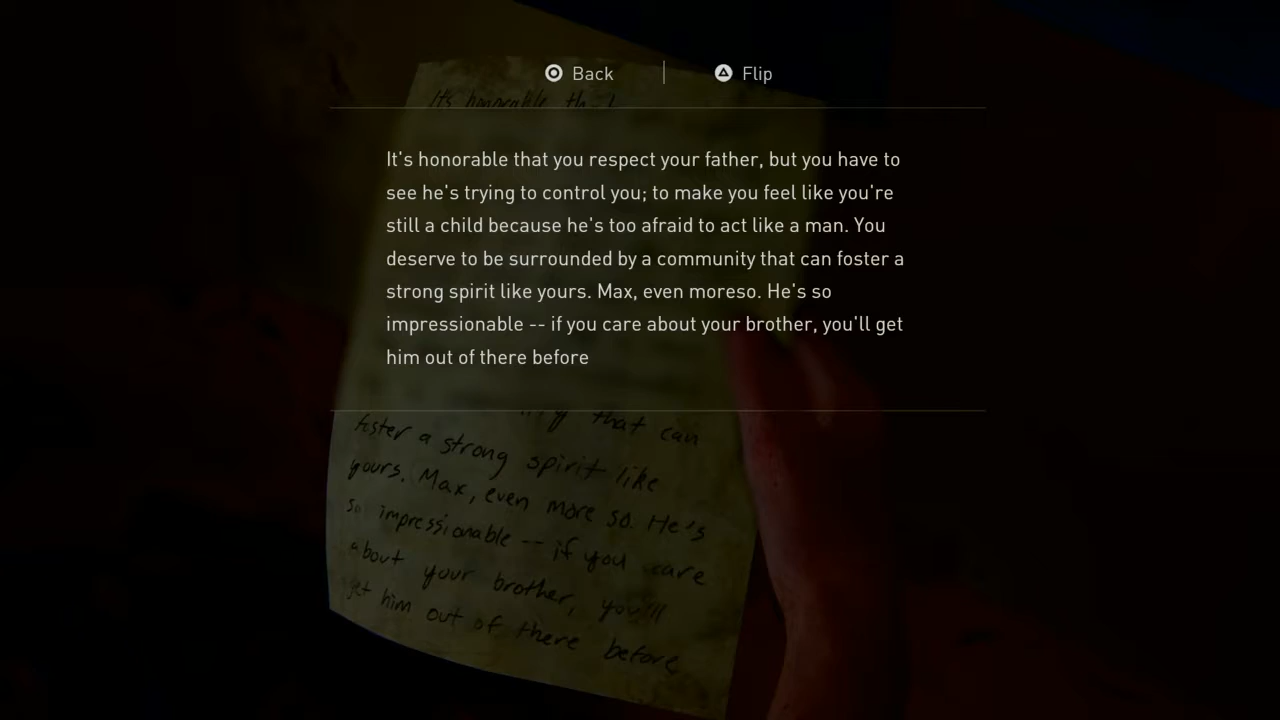 Back
Flip
It's honorable th
It's honorable that you respect your father, but you have to
see he's trying to control you; to make you feel like you're
still a child because he's too afraid to act like a man. You
deserve to be surrounded by a community that can foster a
strong spirit like yours. Max, even moreso. He's so
impressionable -- if you care about your brother, you'll get
him out of there before
that can
foster a strong spirit like
yours. Max, even more so. He's
so impressionable -- if you care
about your brother, you'll
get him out of there before